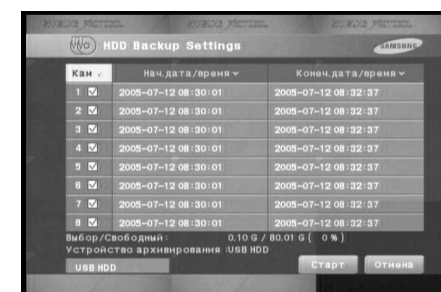 HDD Backup Settings
SAMSUNG
Кам Нач.дата/время Конеч.дата/время
1 2005-07-12 08:30:01 2005-07-12 08:32:37
2 2005-07-12 08:30:01 2005-07-12 08:32:37
3 2005-07-12 08:30:01 2005-07-12 08:32:37
4 2005-07-12 08:30:01 2005-07-12 08:32:37
5 2005-07-12 08:30:01 2005-07-12 08:32:37
6 2005-07-12 08:30:01 2005-07-12 08:32:37
7 2005-07-12 08:30:01 2005-07-12 08:32:37
8 2005-07-12 08:30:01 2005-07-12 08:32:37
Выбор/Свободный: 0.10 G / 80.01 G ( 0 % )
Устройство архивирования :USB HDD
USB HDD Старт Отмена